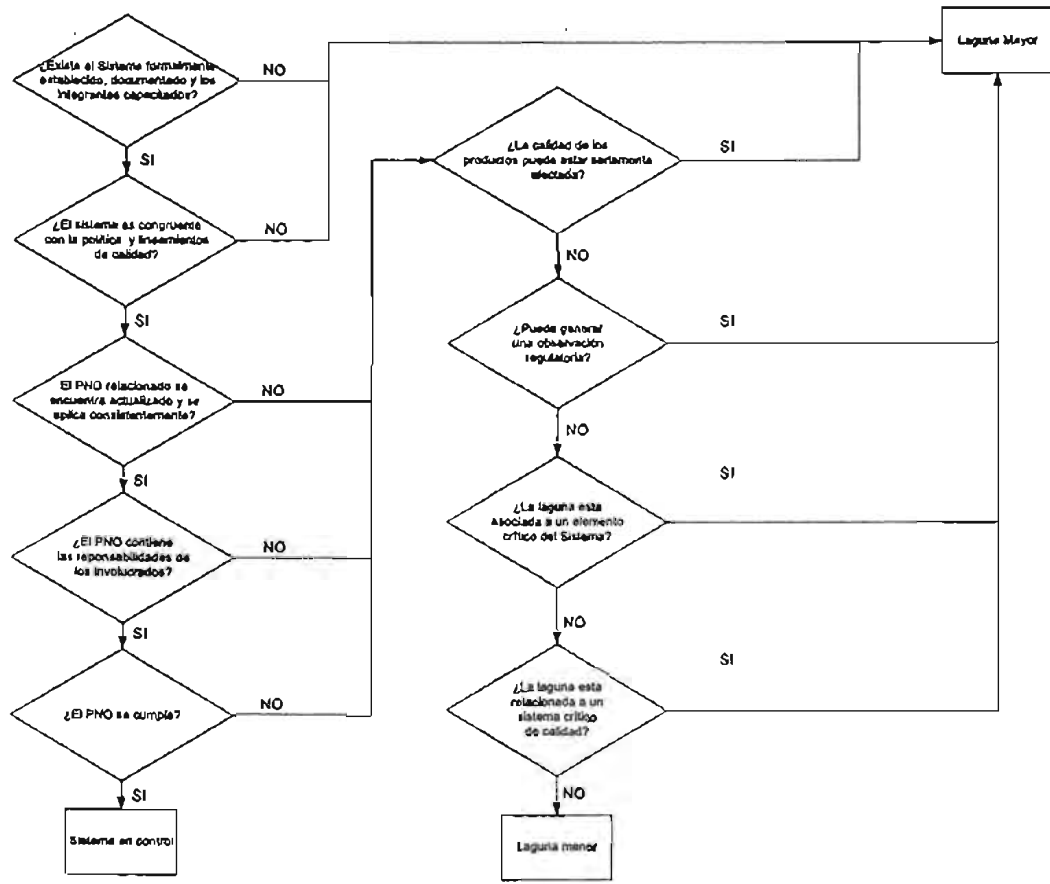 Laguna Mayor
¿Existe el Sistema formalmente
establecido, documentado y los
integrantes capacitados?
NO
SI
¿El sistema es congruente
con la política y lineamientos
de calidad?
NO
SI
El PNO relacionado se
encuentra actualizado y se
aplica consistentemente?
NO
SI
¿El PNO contiene
las reponsabilidades de
los involucrados?
NO
SI
¿El PNO se cumple?
NO
SI
Sistema en control
¿La calidad de los
productos puede estar seriamente
afectada?
SI
NO
¿Puede generar
una observación
regulatoria?
SI
NO
¿La laguna esta
asociada a un elemento
crítico del Sistema?
SI
NO
¿La laguna esta
relacionada a un
sistema crítico
de calidad?
SI
NO
Laguna menor